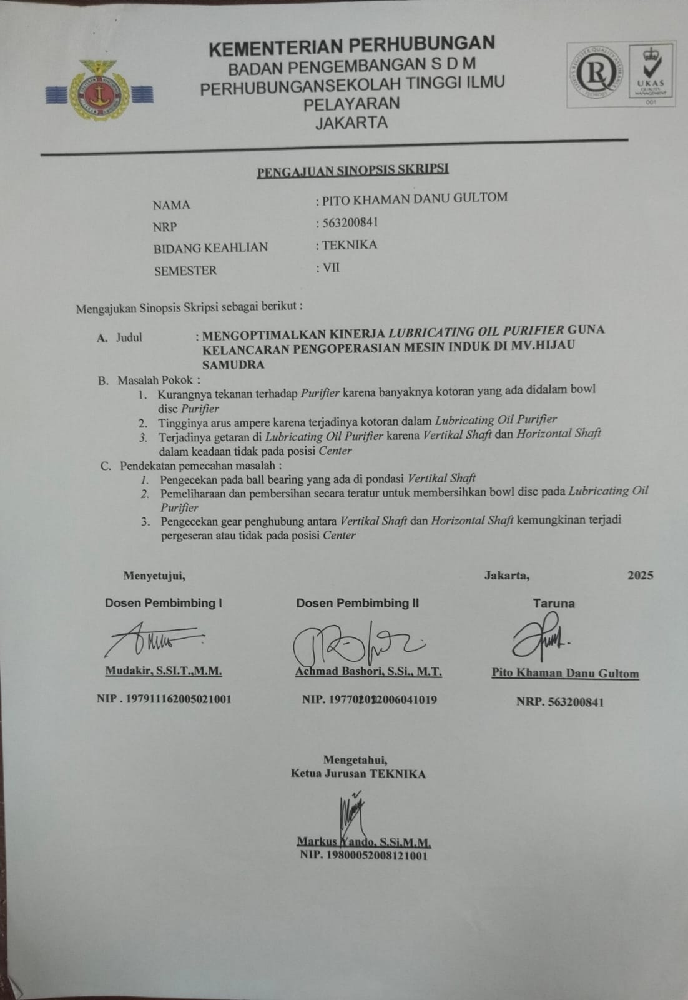 KEMENTERIAN PERHUBUNGAN
BADAN PENGEMBANGAN S D M
PERHUBUNGANSEKOLAH TINGGI ILMU
PELAYARAN
JAKARTA
UKAS
QUALITY
MANAGEMENT
001
PENGAJUAN SINOPSIS SKRIPSI
NAMA : PITO KHAMAN DANU GULTOM
NRP : 563200841
BIDANG KEAHLIAN : TEKNIKA
SEMESTER : VII
Mengajukan Sinopsis Skripsi sebagai berikut :
A. Judul : MENGOPTIMALKAN KINERJA LUBRICATING OIL PURIFIER GUNA
KELANCARAN PENGOPERASIAN MESIN INDUK DI MV.HIJAU
SAMUDRA
B. Masalah Pokok :
1. Kurangnya tekanan terhadap Purifier karena banyaknya kotoran yang ada didalam bowl
disc Purifier
2. Tingginya arus ampere karena terjadinya kotoran dalam Lubricating Oil Purifier
3. Terjadinya getaran di Lubricating Oil Purifier karena Vertikal Shaft dan Horizontal Shaft
dalam keadaan tidak pada posisi Center
C. Pendekatan pemecahan masalah :
1. Pengecekan pada ball bearing yang ada di pondasi Vertikal Shaft
2. Pemeliharaan dan pembersihan secara teratur untuk membersihkan bowl disc pada Lubricating Oil
Purifier
3. Pengecekan gear penghubung antara Vertikal Shaft dan Horizontal Shaft kemungkinan terjadi
pergeseran atau tidak pada posisi Center
Menyetujui, Jakarta, 2025
Dosen Pembimbing I Dosen Pembimbing II Taruna
Mudakir, S.SI.T.,M.M. Achmad Bashori, S.Si., M.T. Pito Khaman Danu Gultom
NIP . 197911162005021001 NIP. NRP. 563200841
Mengetahui,
Ketua Jurusan TEKNIKA
Markus Yando, S.Si.M.M.
NIP. 19800052008121001